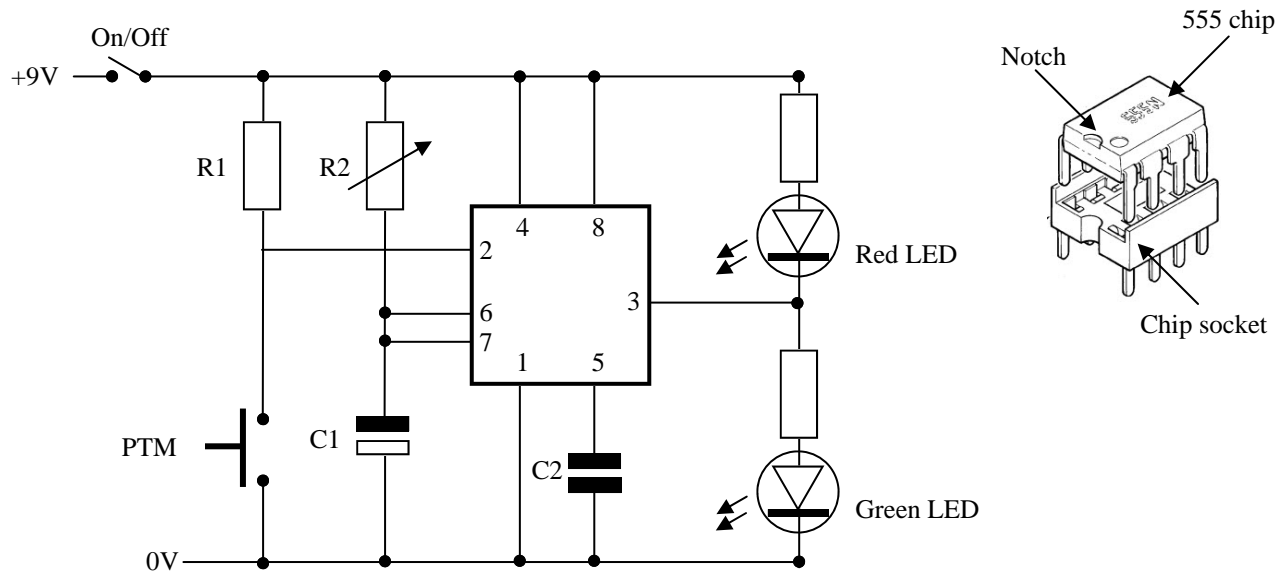 On/Off
+9V
R1
R2
4
8
2
6
7
3
1
5
PTM
C1
C2
0V
Red LED
Green LED
555 chip
Notch
N555
Chip socket